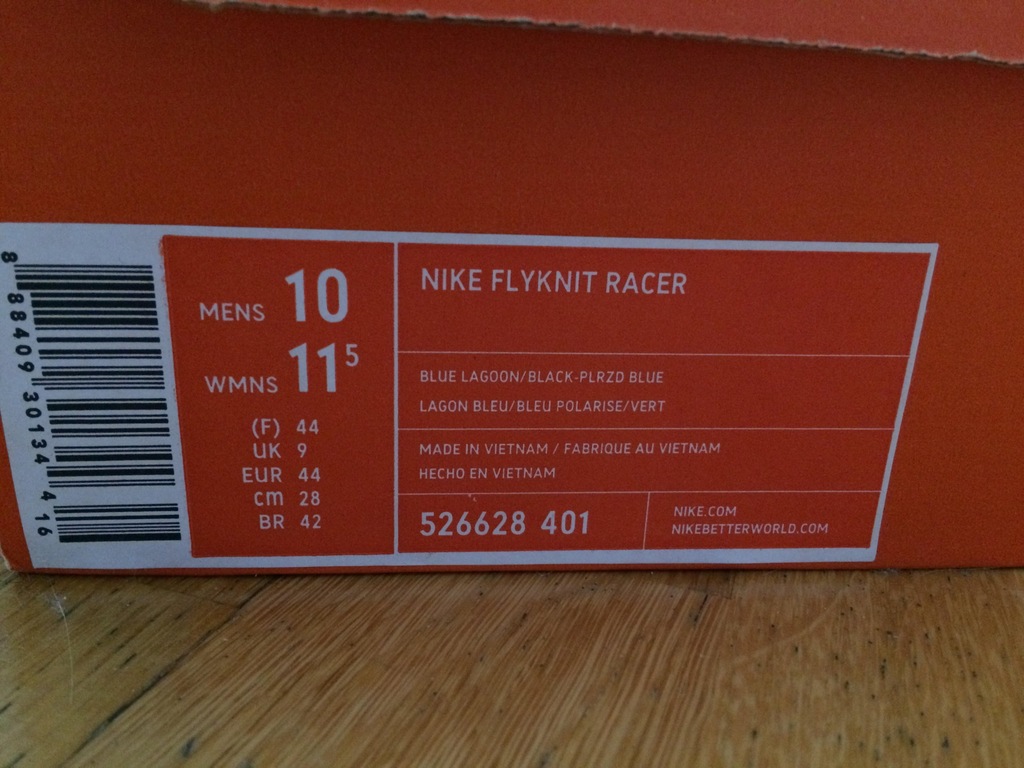 8 88409 30134 4 16
MENS 10
WMNS 11⁵
(F) 44
UK 9
EUR 44
cm 28
BR 42
NIKE FLYKNIT RACER
BLUE LAGOON/BLACK-PLRZD BLUE
LAGON BLEU/BLEU POLARISE/VERT
MADE IN VIETNAM / FABRIQUE AU VIETNAM
HECHO EN VIETNAM
526628 401
NIKE.COM
NIKEBETTERWORLD.COM